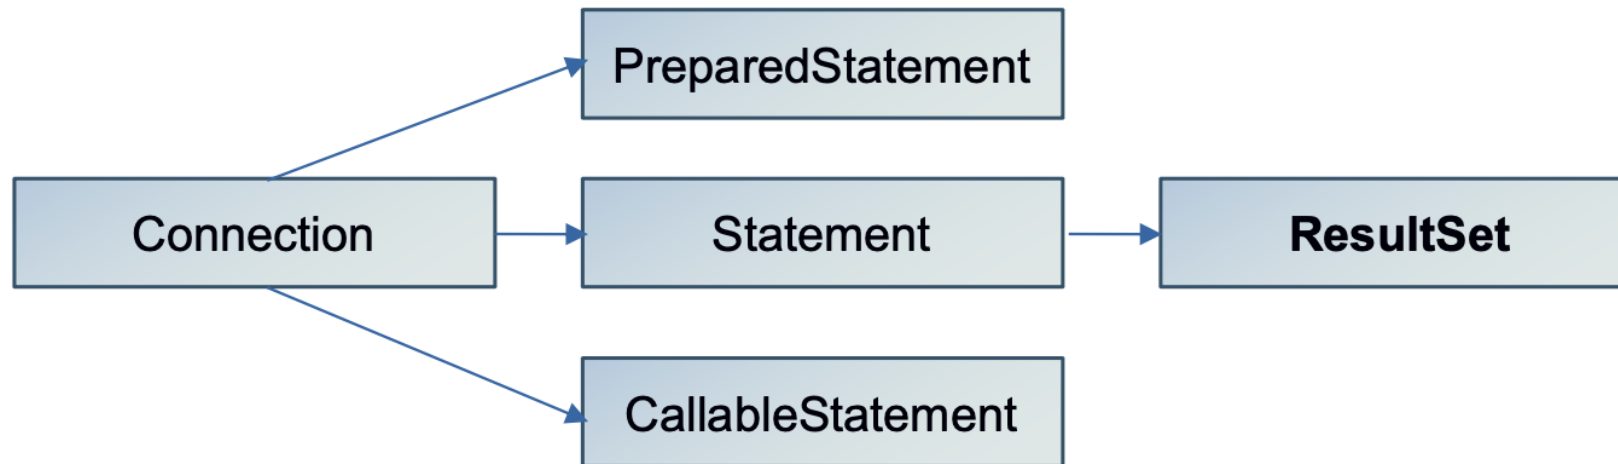 PreparedStatement
Connection
Statement
ResultSet
CallableStatement